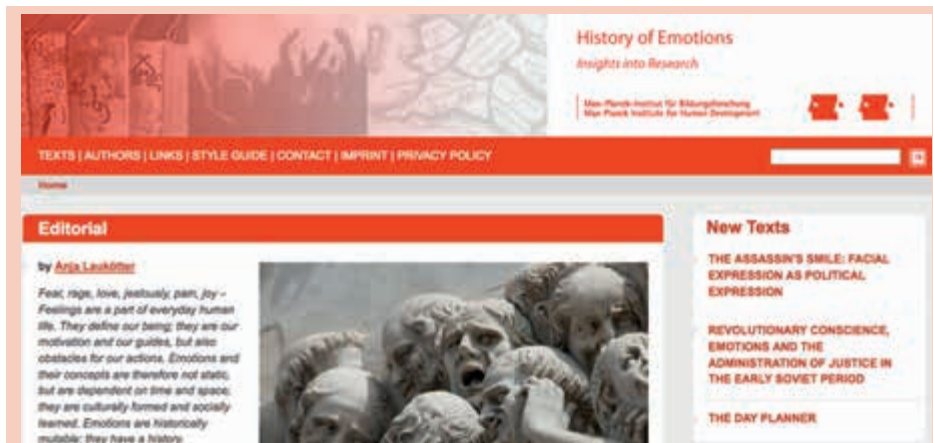 History of Emotions
Insights into Research
Max-Planck-Institut für Bildungsforschung
Max Planck Institute for Human Development
TEXTS | AUTHORS | LINKS | STYLE GUIDE | CONTACT | IMPRINT | PRIVACY POLICY
Home
Editorial
by Anja Laukötter
Fear, rage, love, jealously, pain, joy –
Feelings are a part of everyday human
life. They define our being; they are our
motivation and our guides, but also
obstacles for our actions. Emotions and
their concepts are therefore not static,
but are dependent on time and space;
they are culturally formed and socially
learned. Emotions are historically
mutable; they have a history.
New Texts
THE ASSASSIN'S SMILE: FACIAL
EXPRESSION AS POLITICAL
EXPRESSION
REVOLUTIONARY CONSCIENCE,
EMOTIONS AND THE
ADMINISTRATION OF JUSTICE IN
THE EARLY SOVIET PERIOD
THE DAY PLANNER